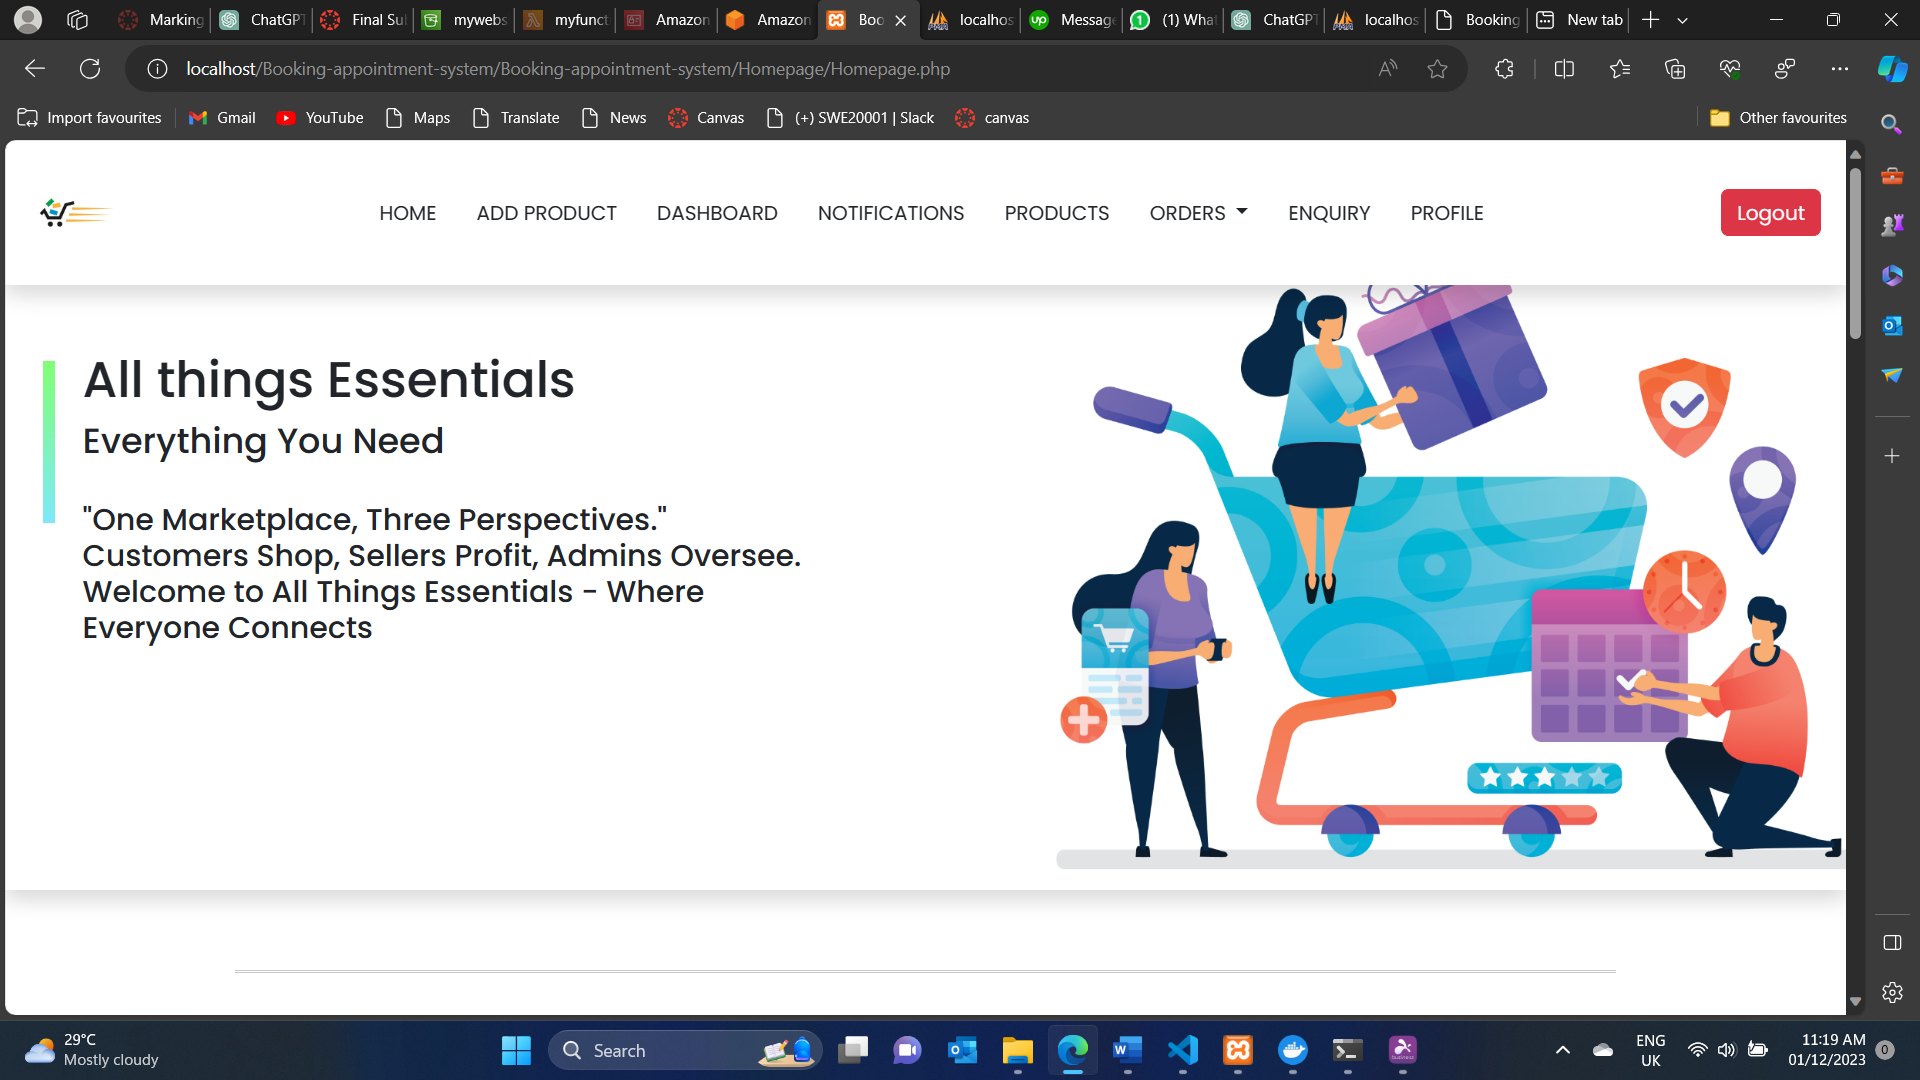 Marking
ChatGPT
Final Su
mywebs
myfunct
Amazon
Amazon
Boo
localhos
Message
(1) What
ChatGPT
localhos
Booking
New tab
localhost/Booking-appointment-system/Booking-appointment-system/Homepage/Homepage.php
Import favourites
Gmail
YouTube
Maps
Translate
News
Canvas
(+) SWE20001 | Slack
canvas
Other favourites
HOME
ADD PRODUCT
DASHBOARD
NOTIFICATIONS
PRODUCTS
ORDERS
ENQUIRY
PROFILE
Logout
All things Essentials
Everything You Need
"One Marketplace, Three Perspectives."
Customers Shop, Sellers Profit, Admins Oversee.
Welcome to All Things Essentials - Where
Everyone Connects
29°C
Mostly cloudy
Search
ENG
UK
11:19 AM
01/12/2023
0